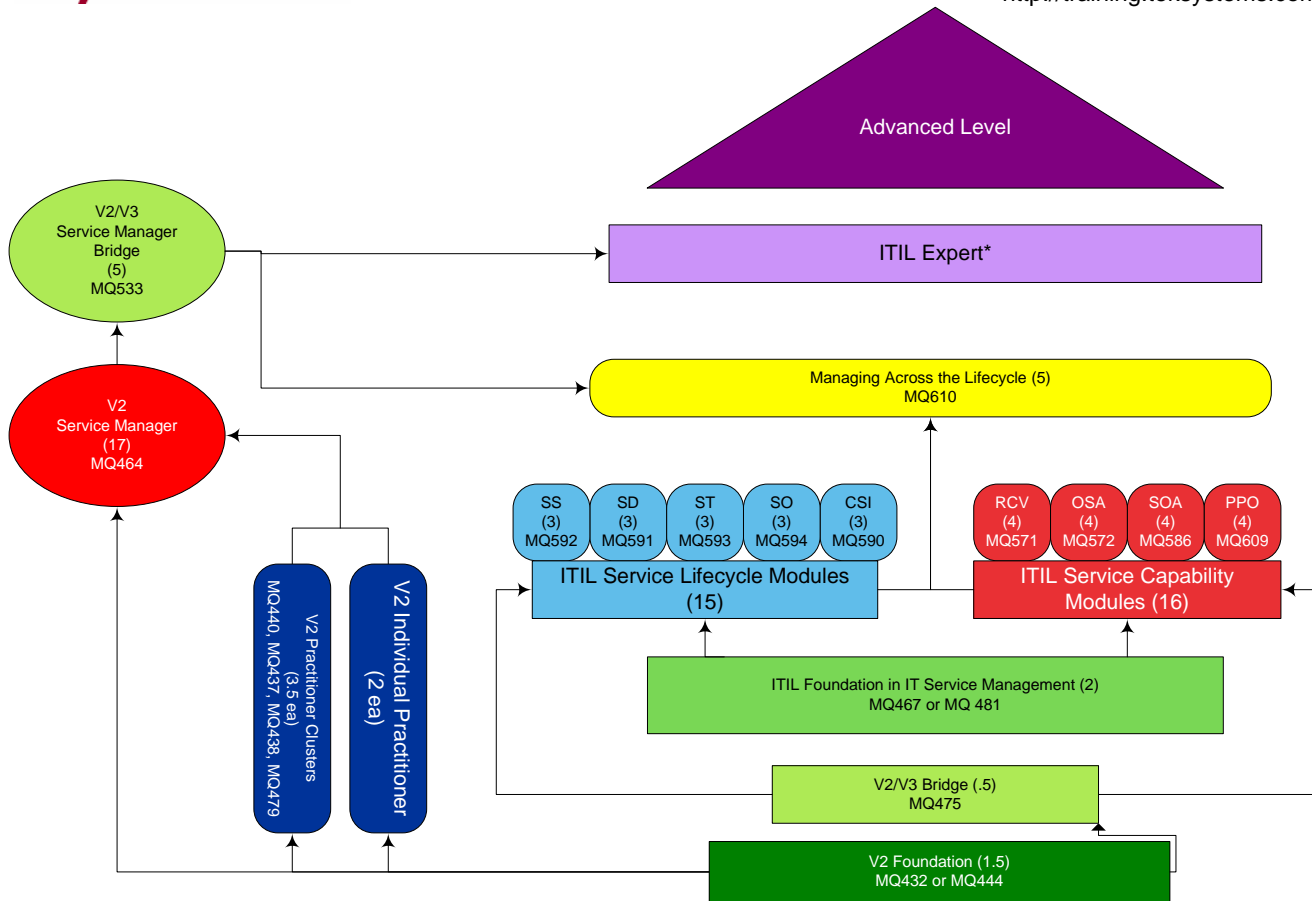 Advanced Level
V2/V3
Service Manager
Bridge
(5)
MQ533
ITIL Expert*
Managing Across the Lifecycle (5)
MQ610
V2
Service Manager
(17)
MQ464
SS
(3)
MQ592
SD
(3)
MQ591
ST
(3)
MQ593
SO
(3)
MQ594
CSI
(3)
MQ590
RCV
(4)
MQ571
OSA
(4)
MQ572
SOA
(4)
MQ586
PPO
(4)
MQ609
ITIL Service Lifecycle Modules
(15)
ITIL Service Capability
Modules (16)
V2 Practitioner Clusters
(3.5 ea)
MQ440, MQ437, MQ438, MQ479
V2 Individual Practitioner
(2 ea)
ITIL Foundation in IT Service Management (2)
MQ467 or MQ 481
V2/V3 Bridge (.5)
MQ475
V2 Foundation (1.5)
MQ432 or MQ444